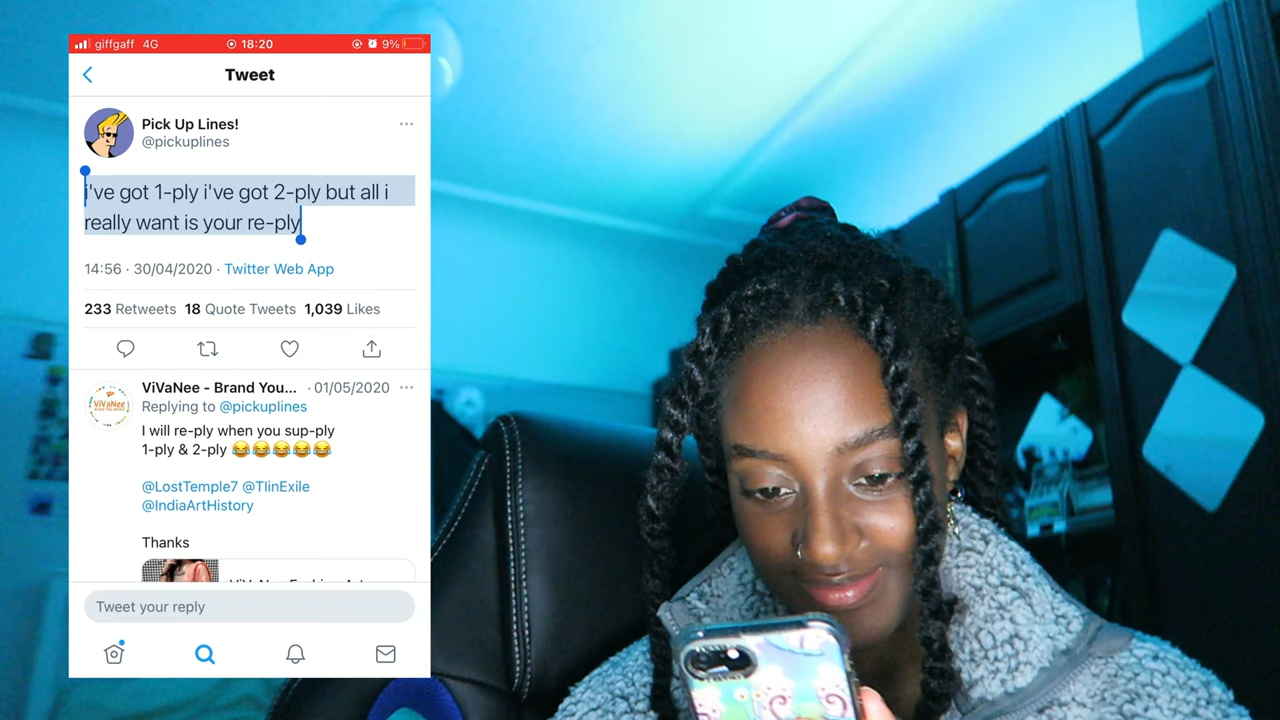 giffgaff 4G 18:20 9%
Tweet
Pick Up Lines!
@pickuplines
i've got 1-ply i've got 2-ply but all i
really want is your re-ply
14:56 · 30/04/2020 · Twitter Web App
233 Retweets 18 Quote Tweets 1,039 Likes
ViVaNee - Brand You... · 01/05/2020
Replying to @pickuplines
I will re-ply when you sup-ply
1-ply & 2-ply 😂😂😂😂😂
@LostTemple7 @TIinExile
@IndiaArtHistory
Thanks
Tweet your reply